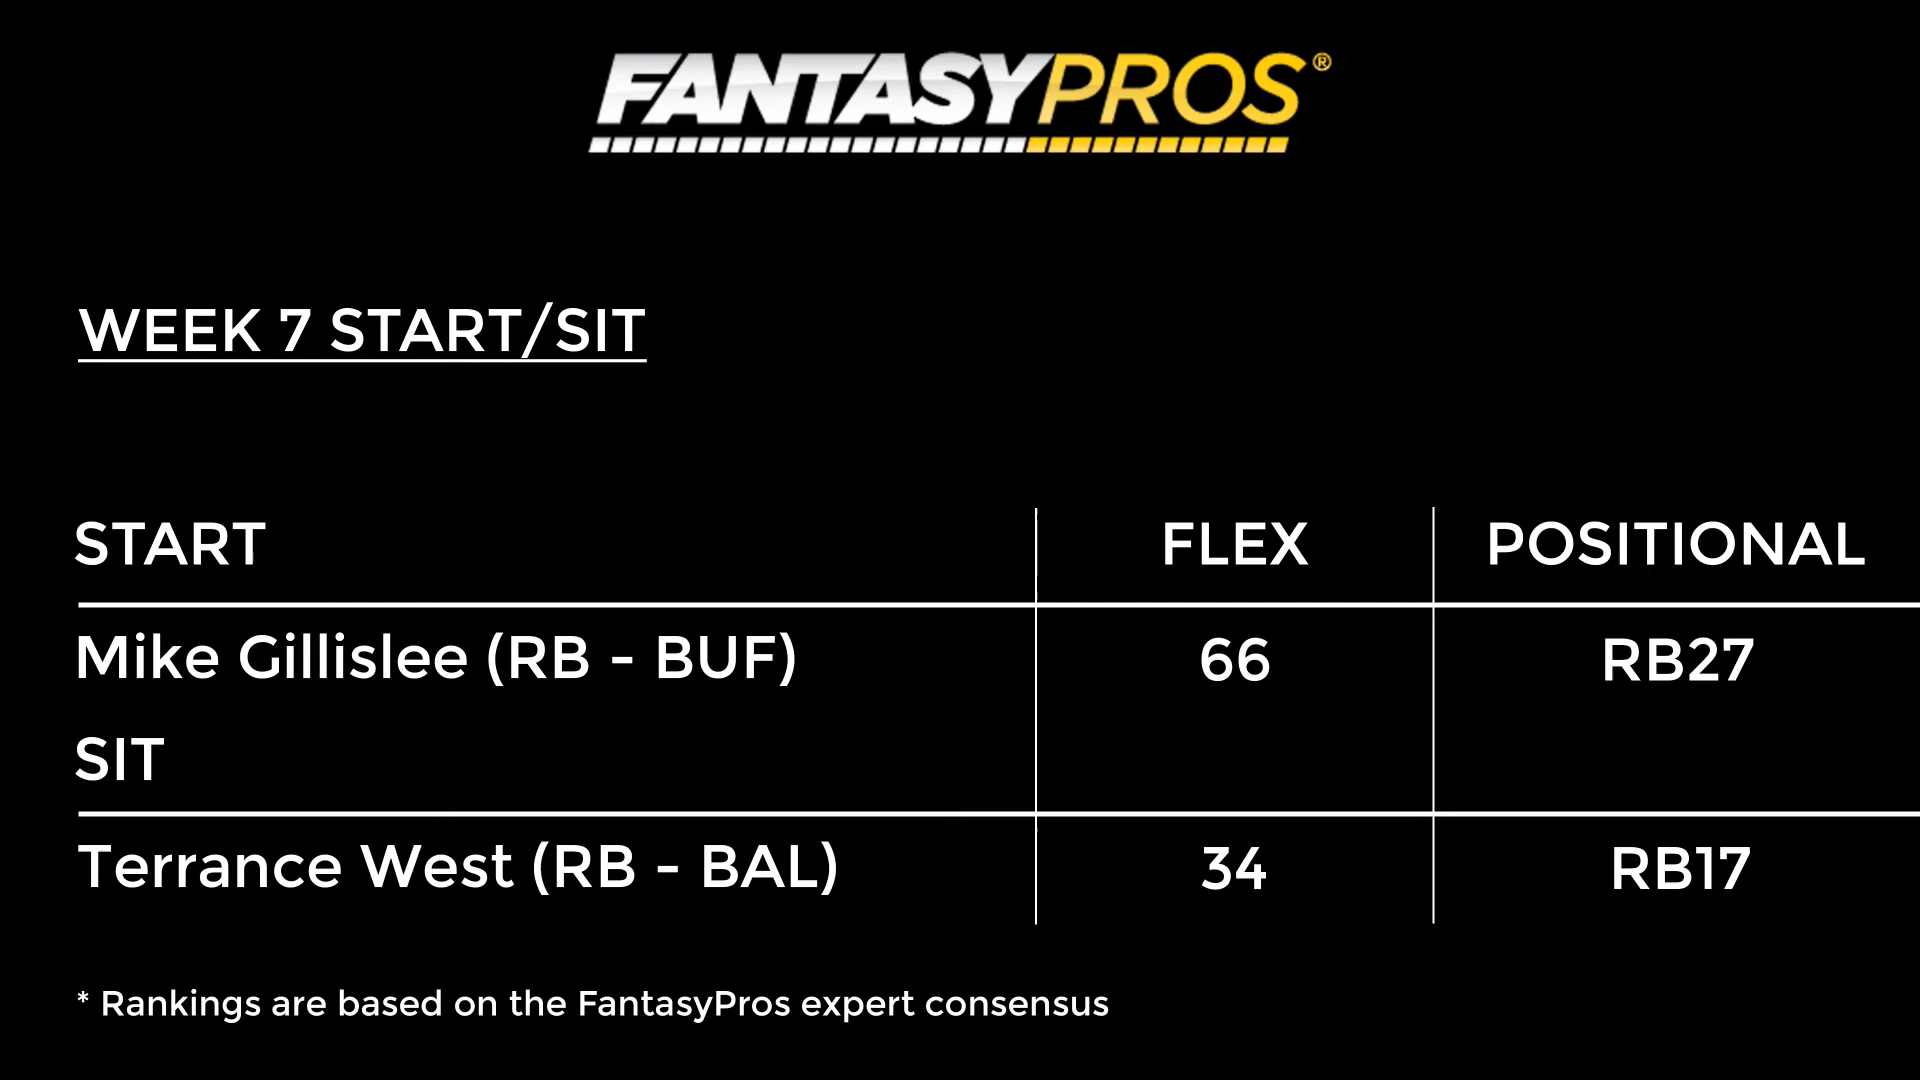 FANTASYPROS®
WEEK 7 START/SIT
START FLEX POSITIONAL
Mike Gillislee (RB - BUF) 66 RB27
SIT
Terrance West (RB - BAL) 34 RB17
* Rankings are based on the FantasyPros expert consensus